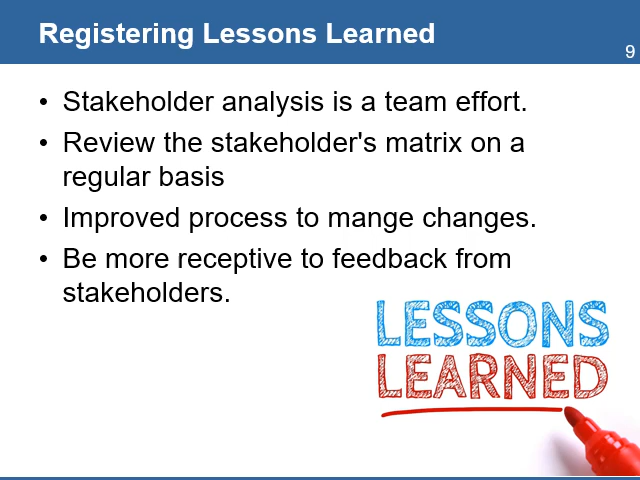 Registering Lessons Learned
9
• Stakeholder analysis is a team effort.
• Review the stakeholder's matrix on a
regular basis
• Improved process to mange changes.
• Be more receptive to feedback from
stakeholders.
LESSONS
LEARNED